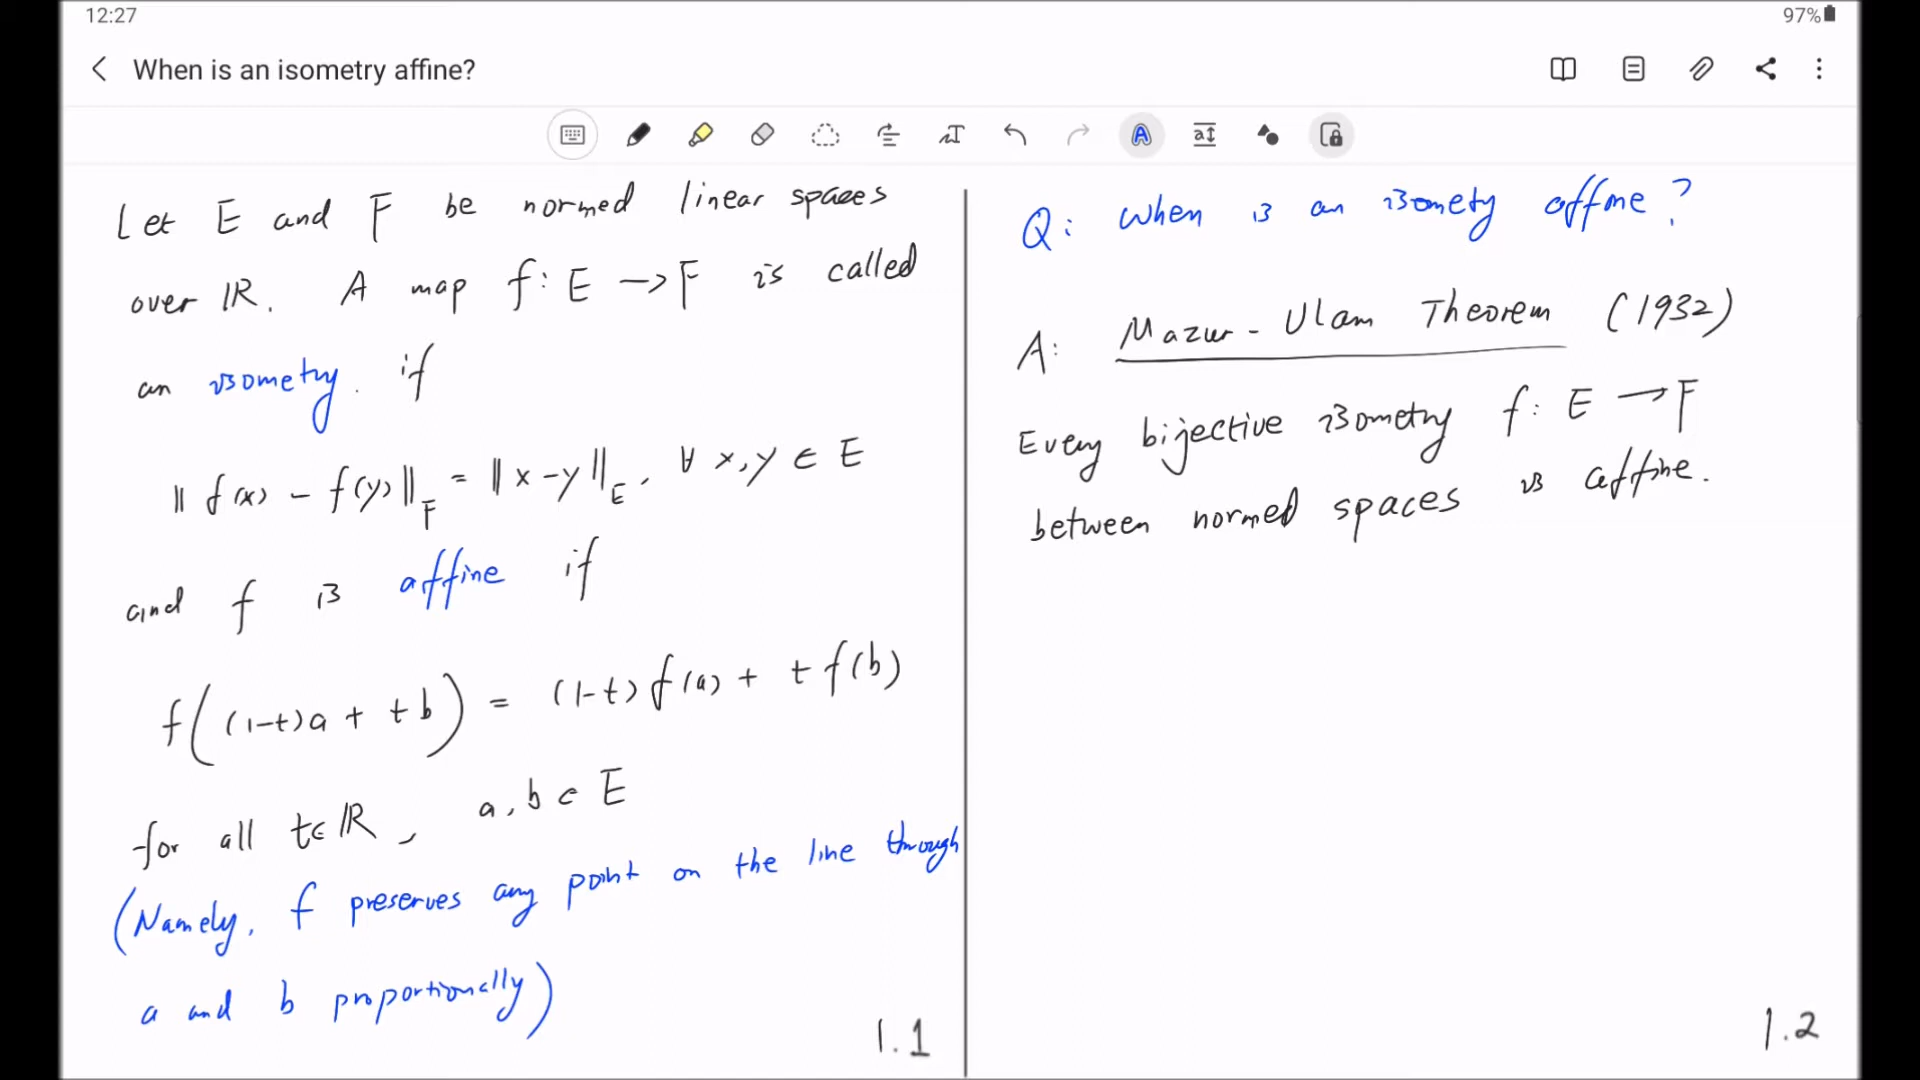 12:27
97%
When is an isometry affine?
Let E and F be normed linear spaces
over ℝ. A map f: E → F is called
an isometry if
‖f(x) - f(y)‖_F = ‖x - y‖_E, ∀ x, y ∈ E
and f is affine if
f((1-t)a + tb) = (1-t)f(a) + t f(b)
for all t∈ℝ, a, b ∈ E
(Namely, f preserves any point on the line through
a and b proportionally)
1.1
Q: When is an isomety affine?
A: Mazur-Ulam Theorem (1932)
Every bijective isometry f: E → F
between normed spaces is affine.
1.2